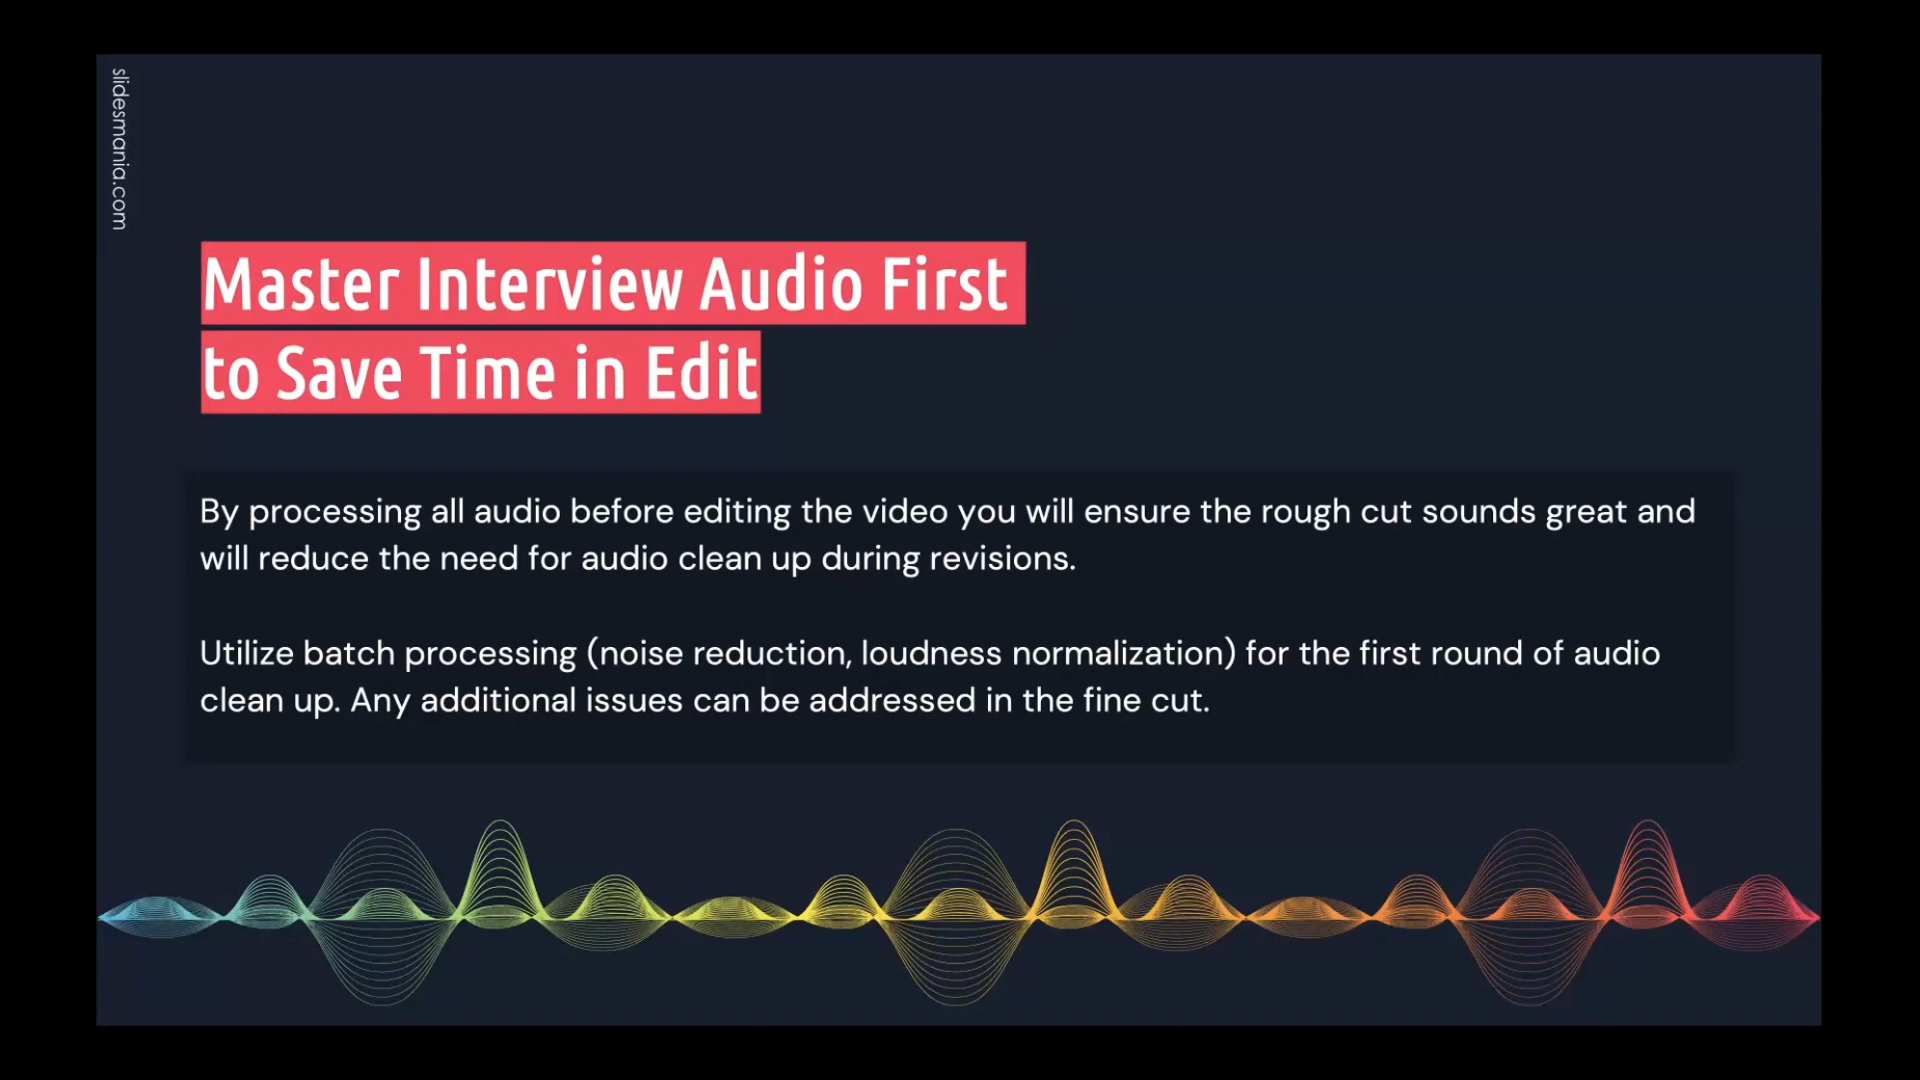 slidesmania.com
Master Interview Audio First
to Save Time in Edit
By processing all audio before editing the video you will ensure the rough cut sounds great and
will reduce the need for audio clean up during revisions.
Utilize batch processing (noise reduction, loudness normalization) for the first round of audio
clean up. Any additional issues can be addressed in the fine cut.